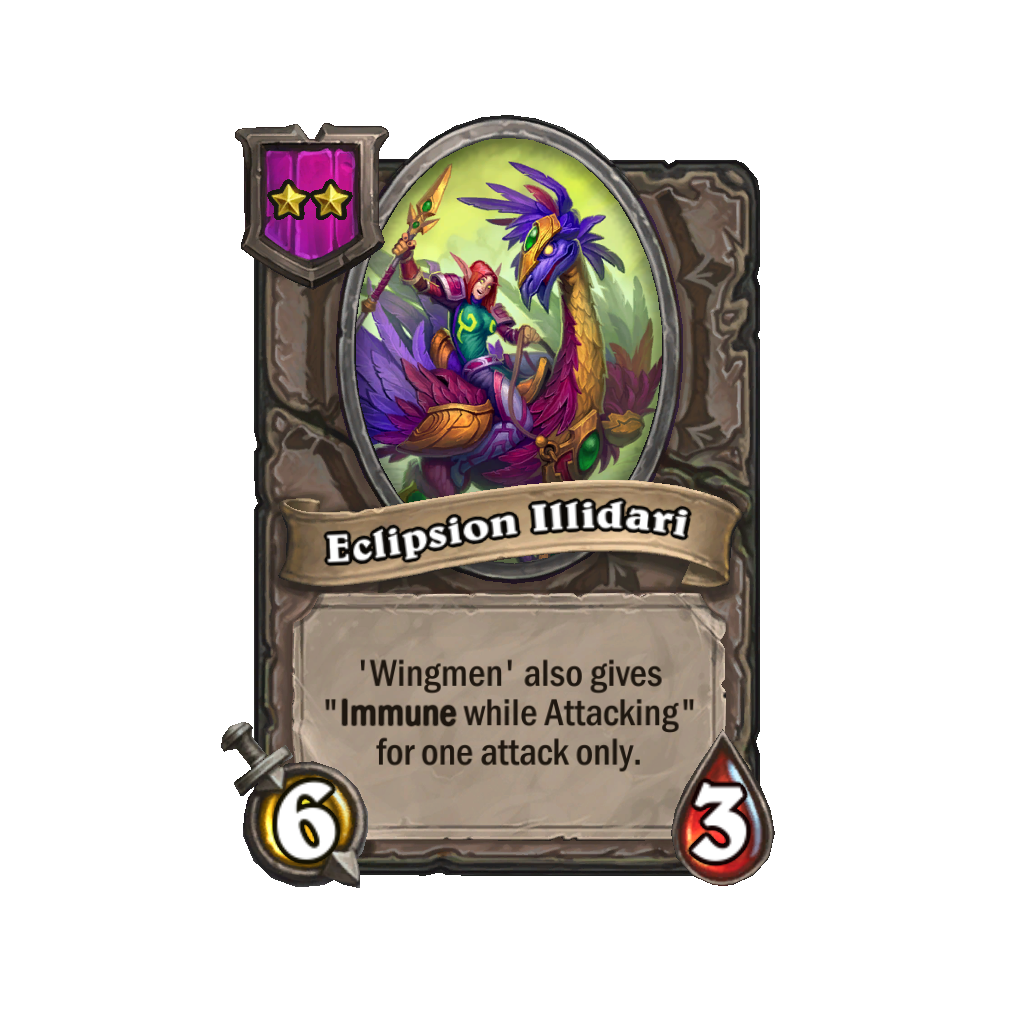 Eclipsion Illidari
'Wingmen' also gives
"Immune while Attacking"
for one attack only.
6
3